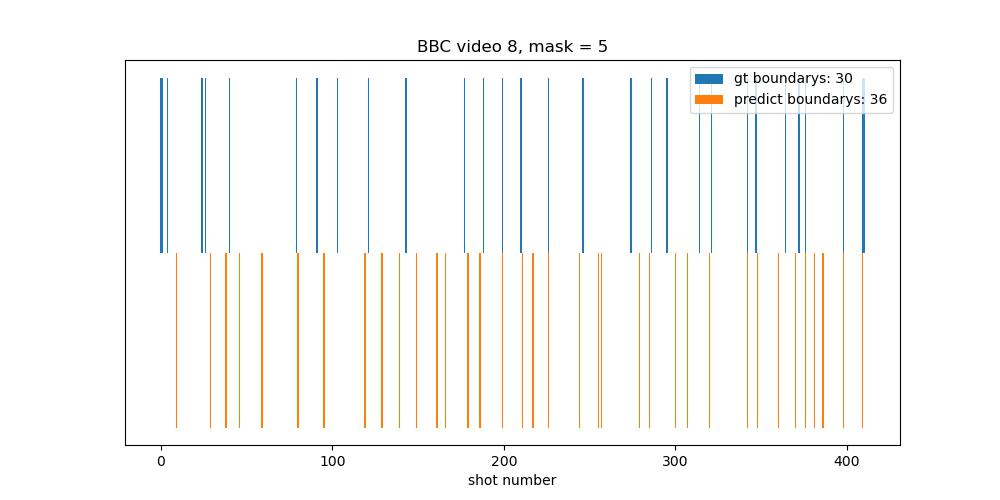 BBC video 8, mask = 5
gt boundarys: 30
predict boundarys: 36
0 100 200 300 400
shot number